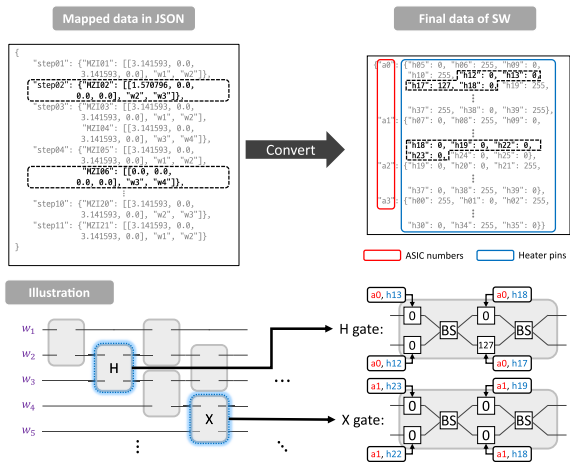 Mapped data in JSON
{
"step01": {"MZI01": [[3.141593, 0.0,
3.141593, 0.0], "w1", "w2"]},
"step02": {"MZI02": [[1.570796, 0.0,
0.0, 0.0], "w2", "w3"]},
"step03": {"MZI03": [[3.141593, 0.0,
3.141593, 0.0], "w1", "w2"],
"MZI04": [[3.141593, 0.0,
3.141593, 0.0], "w3", "w4"]},
"step04": {"MZI05": [[3.141593, 0.0,
3.141593, 0.0], "w2", "w3"],
"MZI06": [[0.0, 0.0,
0.0, 0.0], "w3", "w4"]},
"step10": {"MZI20": [[3.141593, 0.0,
3.141593, 0.0], "w1", "w2"]},
"step11": {"MZI21": [[3.141593, 0.0,
3.141593, 0.0], "w1", "w2"]}
}
Convert
Final data of SW
{"a0": {"h05": 0, "h06": 255, "h09": 0,
"h10": 255, "h12": 0, "h13": 0,
"h17": 127, "h18": 0, "h19": 255,
"h37": 255, "h38": 0, "h39": 255},
"a1": {"h07": 0, "h08": 255, "h09": 0,
"h18": 0, "h19": 0, "h22": 0,
"h23": 0, "h24": 0, "h25": 0},
"a2": {"h19": 0, "h20": 0, "h21": 255,
"h37": 0, "h38": 255, "h39": 0},
"a3": {"h00": 255, "h01": 0, "h02": 255,
"h30": 0, "h34": 255, "h35": 0}}
ASIC numbers
Heater pins
Illustration
w1
w2
w3
w4
w5
H
X
...
H gate:
a0, h13
a0, h18
0
0
BS
BS
0
127
a0, h12
a0, h17
X gate:
a1, h23
a1, h19
0
0
BS
BS
0
0
a1, h22
a1, h18